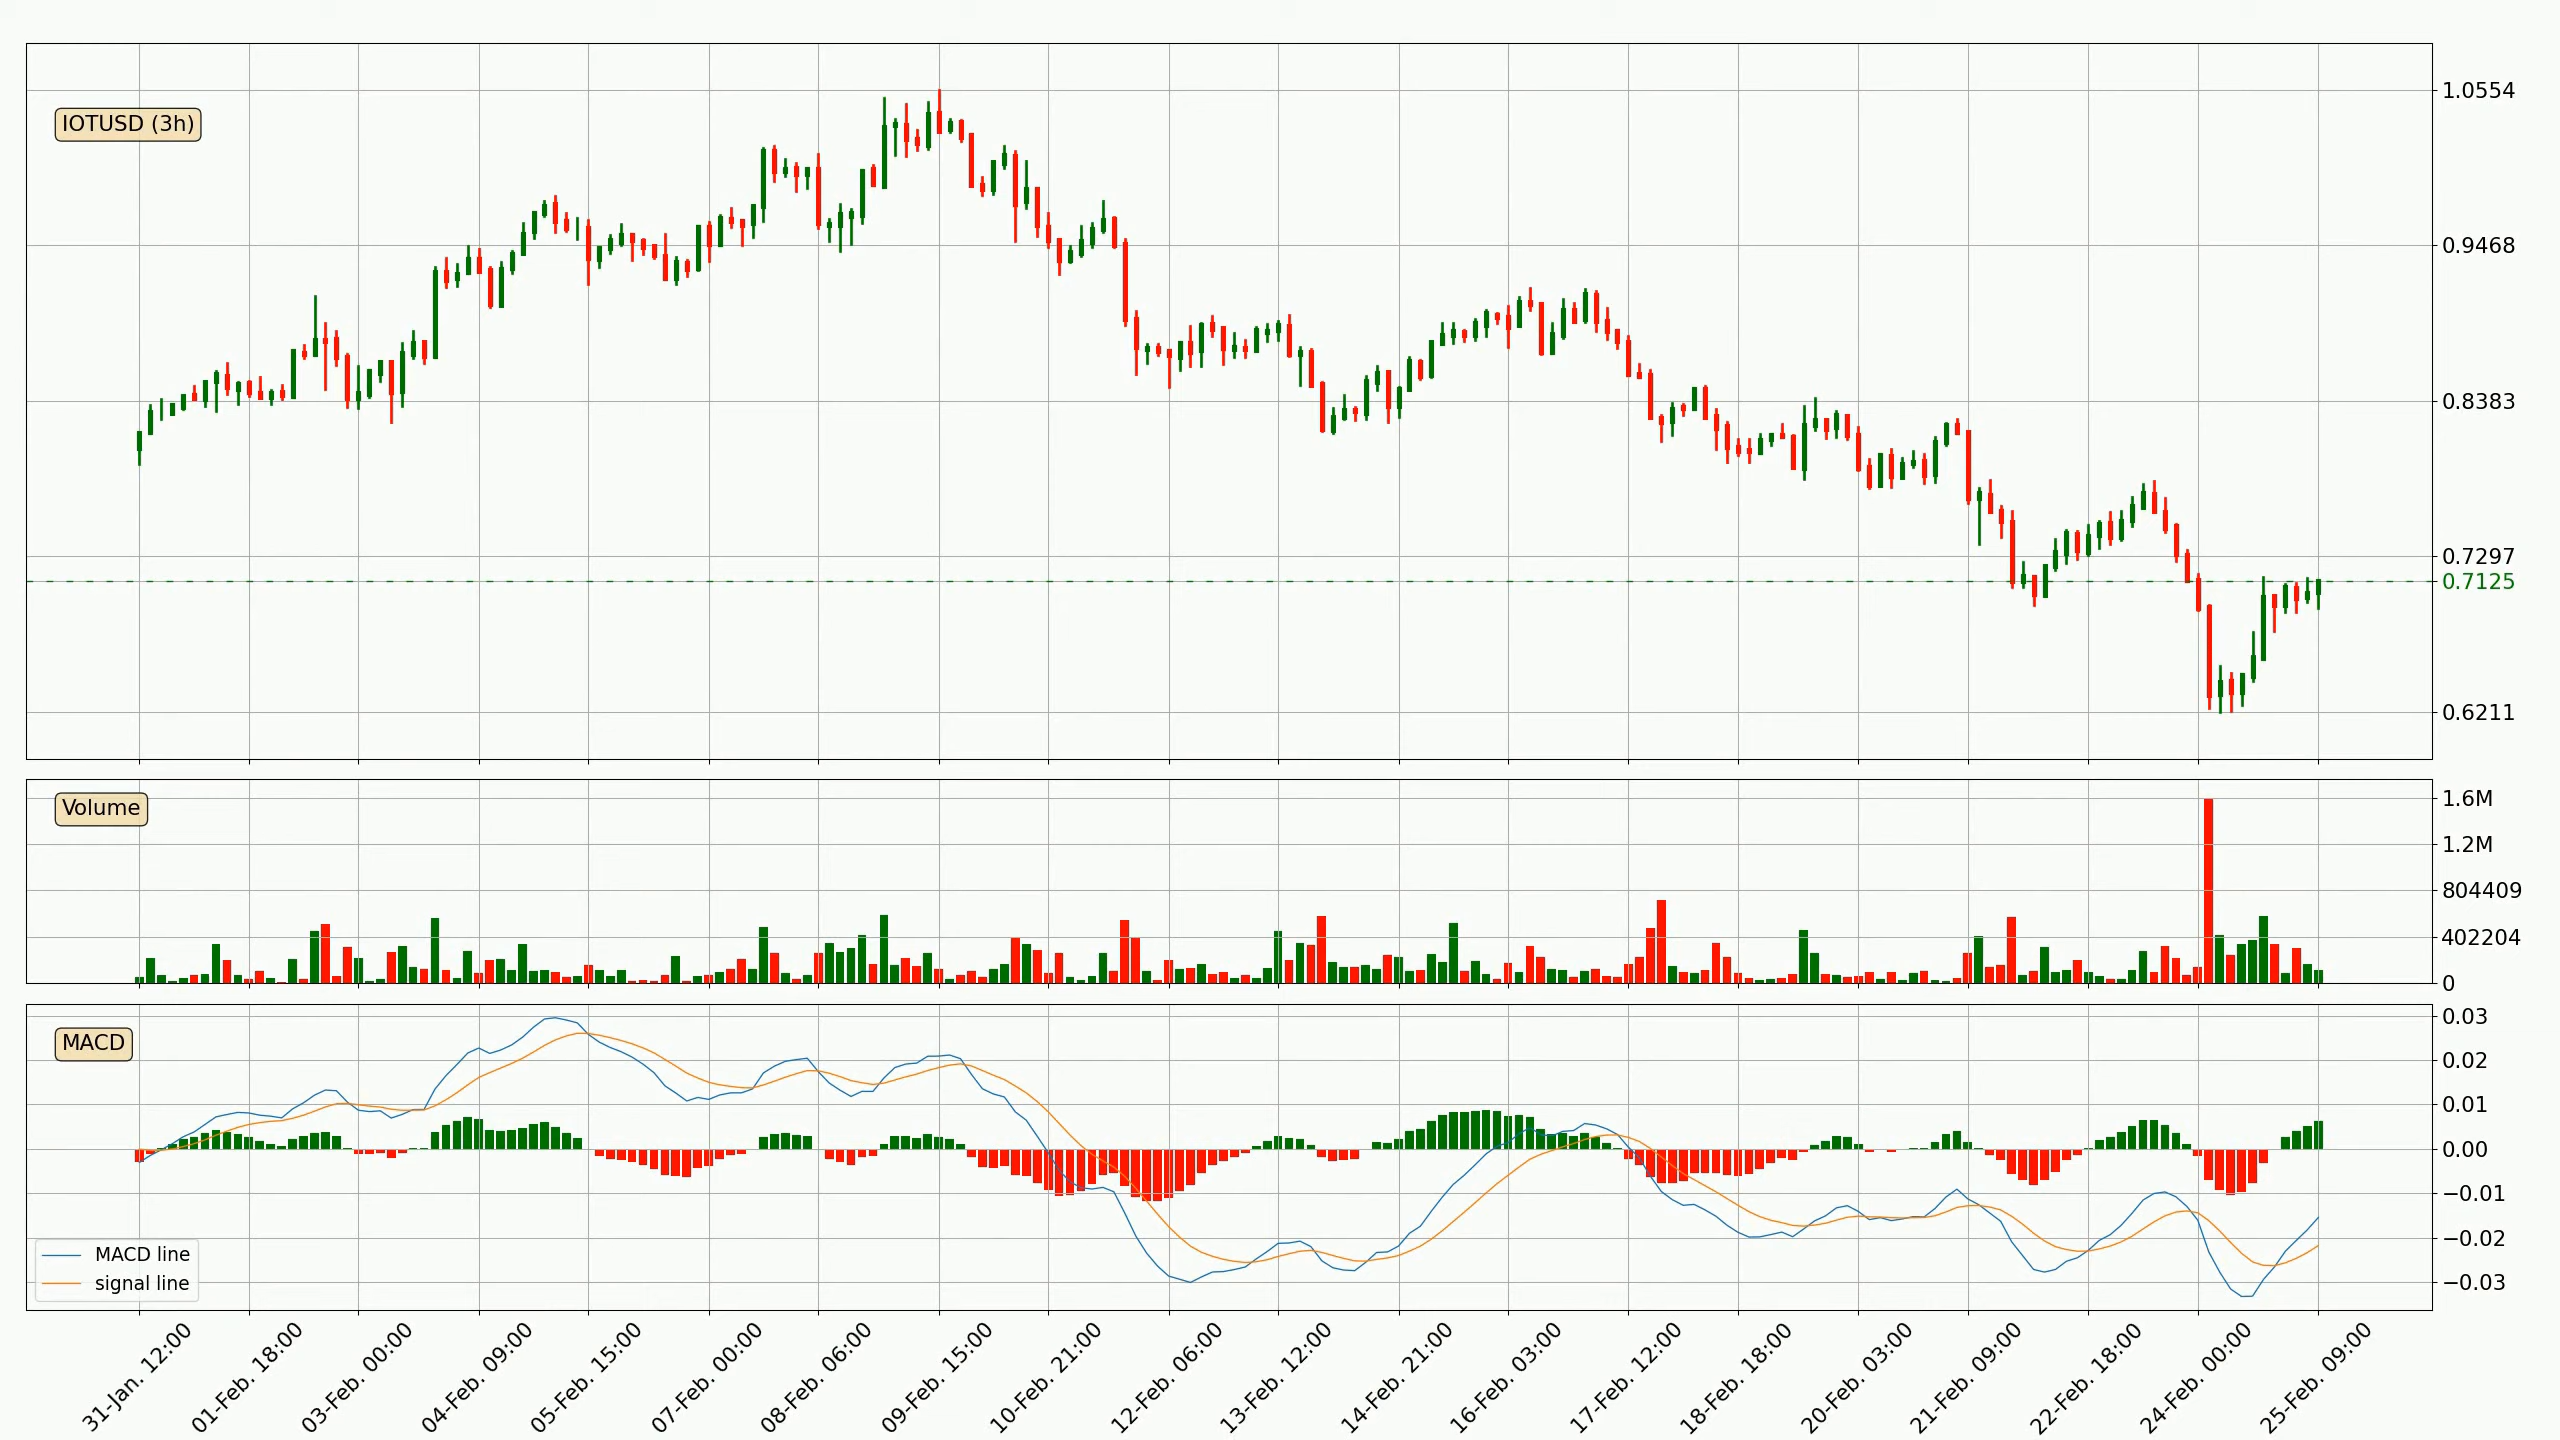 IOTUSD (3h)
1.0554
0.9468
0.8383
0.7297
0.7125
0.6211
Volume
1.6M
1.2M
804409
402204
0
MACD
0.03
0.02
0.01
0.00
−0.01
−0.02
−0.03
MACD line
signal line
31-Jan. 12:00
01-Feb. 18:00
03-Feb. 00:00
04-Feb. 09:00
05-Feb. 15:00
07-Feb. 00:00
08-Feb. 06:00
09-Feb. 15:00
10-Feb. 21:00
12-Feb. 06:00
13-Feb. 12:00
14-Feb. 21:00
16-Feb. 03:00
17-Feb. 12:00
18-Feb. 18:00
20-Feb. 03:00
21-Feb. 09:00
22-Feb. 18:00
24-Feb. 00:00
25-Feb. 09:00